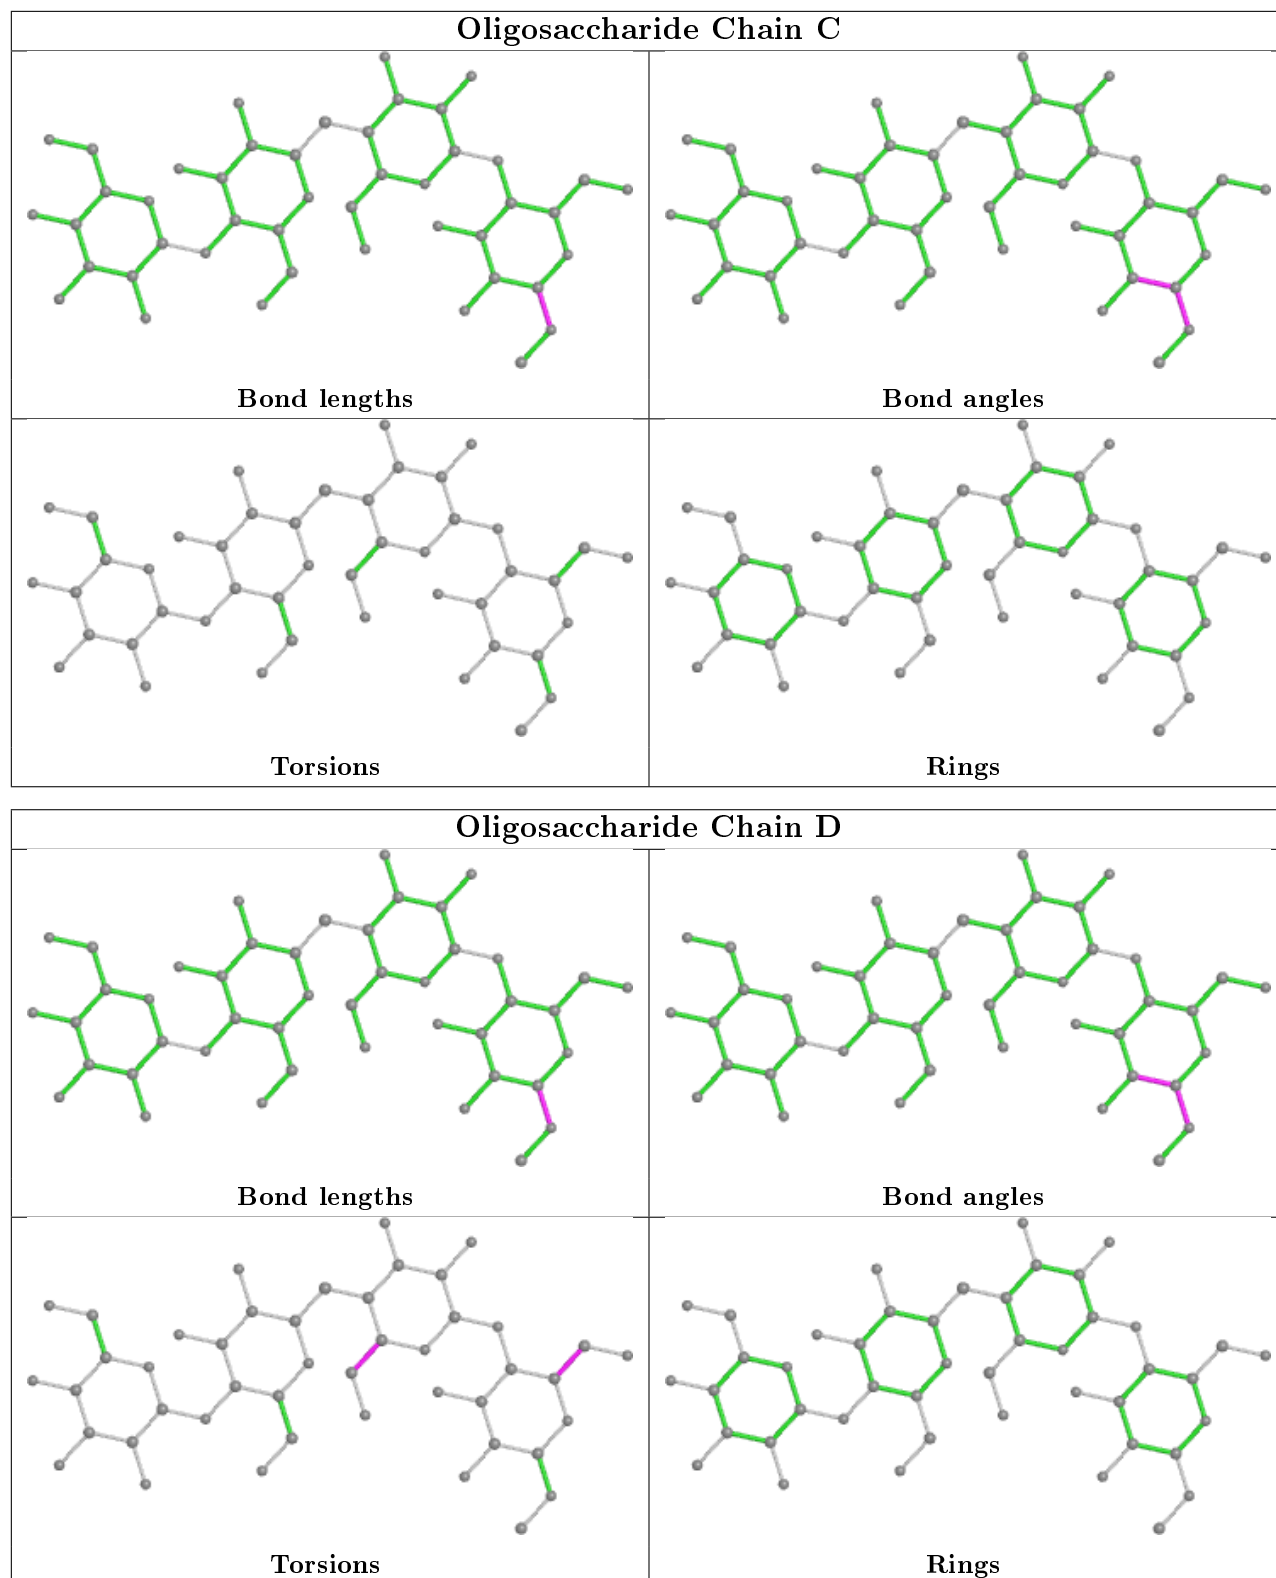 Oligosaccharide Chain C
Bond lengths
Bond angles
Torsions
Rings
Oligosaccharide Chain D
Bond lengths
Bond angles
Torsions
Rings